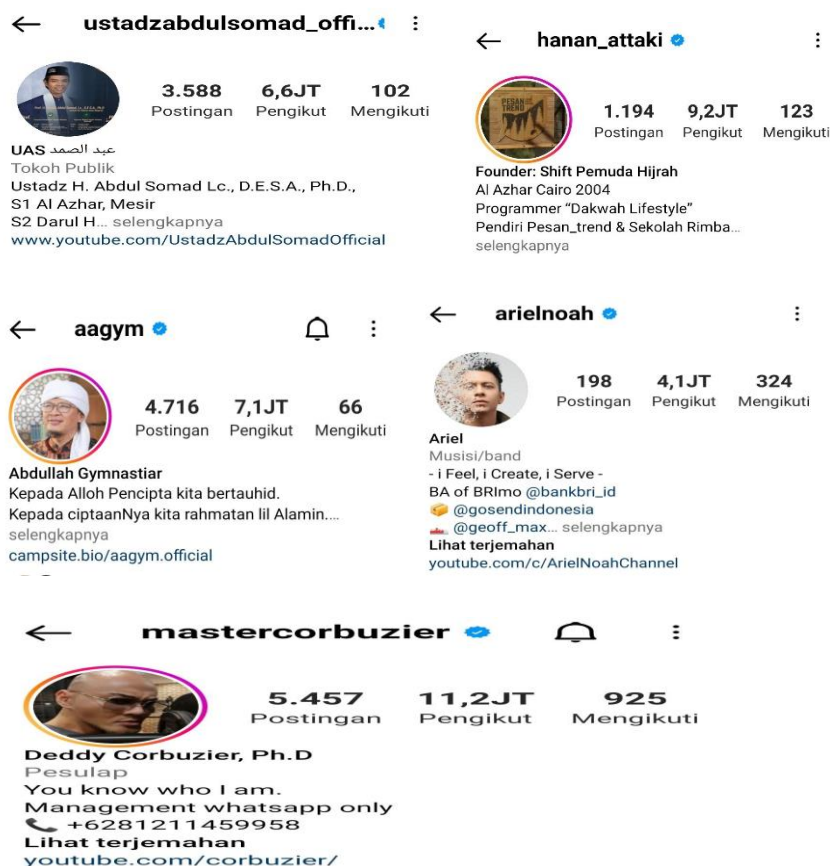 ustadzabdulsomad_offi...
3.588 6,6JT 102
Postingan Pengikut Mengikuti
UAS عبد الصمد
Tokoh Publik
Ustadz H. Abdul Somad Lc., D.E.S.A., Ph.D.,
S1 Al Azhar, Mesir
S2 Darul H... selengkapnya
www.youtube.com/UstadzAbdulSomadOfficial
hanan_attaki
PESAN TREND
1.194 9,2JT 123
Postingan Pengikut Mengikuti
Founder: Shift Pemuda Hijrah
Al Azhar Cairo 2004
Programmer “Dakwah Lifestyle”
Pendiri Pesan_trend & Sekolah Rimba...
selengkapnya
aagym
4.716 7,1JT 66
Postingan Pengikut Mengikuti
Abdullah Gymnastiar
Kepada Alloh Pencipta kita bertauhid.
Kepada ciptaanNya kita rahmatan lil Alamin....
selengkapnya
campsite.bio/aagym.official
arielnoah
198 4,1JT 324
Postingan Pengikut Mengikuti
Ariel
Musisi/band
- i Feel, i Create, i Serve -
BA of BRImo @bankbri_id
@gosendindonesia
@geoff_max... selengkapnya
Lihat terjemahan
youtube.com/c/ArielNoahChannel
mastercorbuzier
5.457 11,2JT 925
Postingan Pengikut Mengikuti
Deddy Corbuzier, Ph.D
Pesulap
You know who I am.
Management whatsapp only
+6281211459958
Lihat terjemahan
youtube.com/corbuzier/